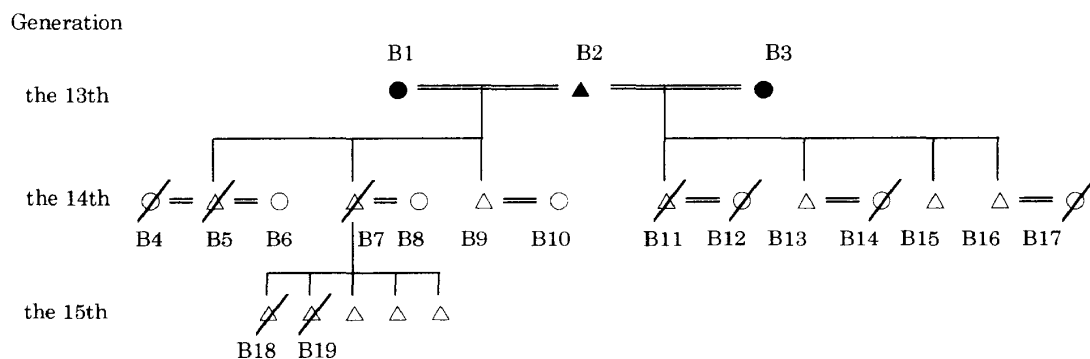 Generation
B1 B2 B3
the 13th
the 14th
B4 B5 B6 B7 B8 B9 B10 B11 B12 B13 B14 B15 B16 B17
the 15th
B18 B19